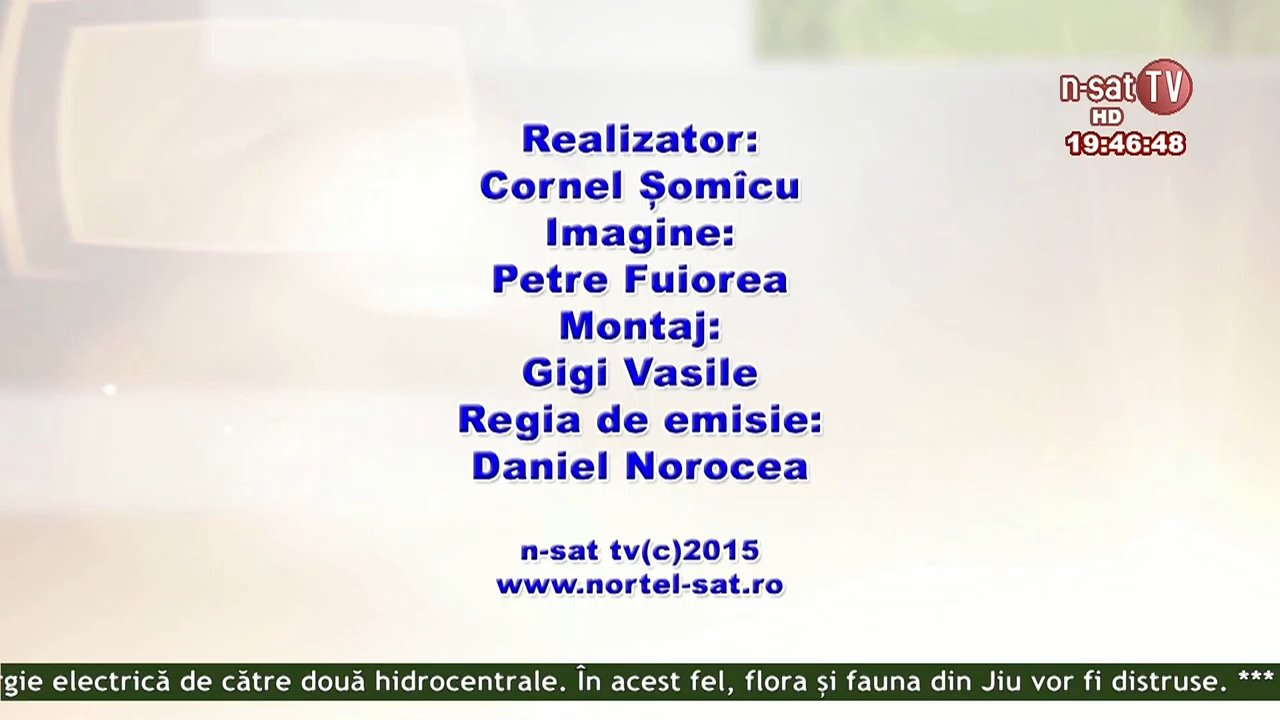 n-sat TV
HD
19:46:48
Realizator:
Cornel Șomîcu
Imagine:
Petre Fuiorea
Montaj:
Gigi Vasile
Regia de emisie:
Daniel Norocea
n-sat tv(c)2015
www.nortel-sat.ro
rgie electrică de către două hidrocentrale. În acest fel, flora și fauna din Jiu vor fi distruse. ***